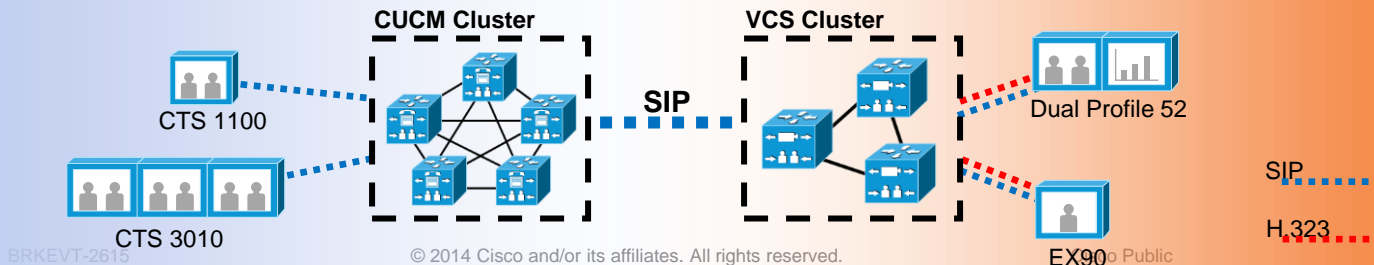 CUCM Cluster
VCS Cluster
CTS 1100
SIP
Dual Profile 52
CTS 3010
EX90
SIP
H.323
BRKEVT-2615
© 2014 Cisco and/or its affiliates. All rights reserved.
Cisco Public